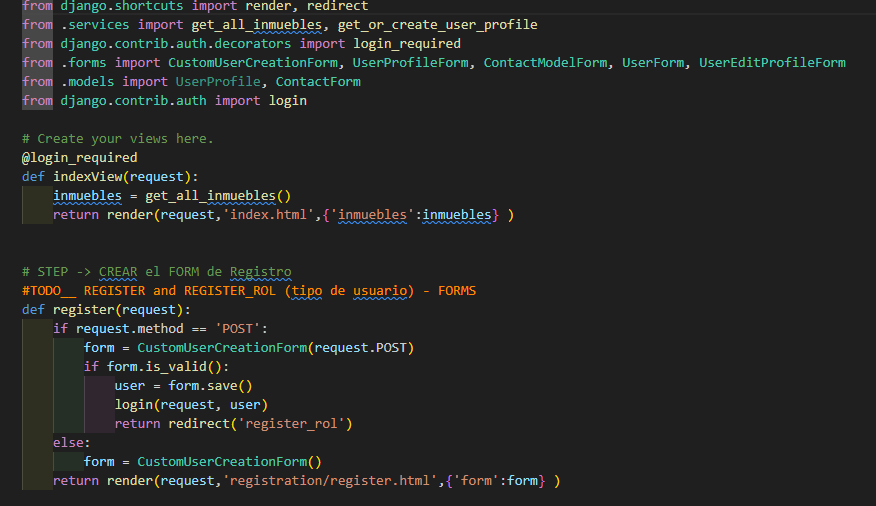 from django.shortcuts import render, redirect
from .services import get_all_inmuebles, get_or_create_user_profile
from django.contrib.auth.decorators import login_required
from .forms import CustomUserCreationForm, UserProfileForm, ContactModelForm, UserForm, UserEditProfileForm
from .models import UserProfile, ContactForm
from django.contrib.auth import login

# Create your views here.
@login_required
def indexView(request):
    inmuebles = get_all_inmuebles()
    return render(request,'index.html',{'inmuebles':inmuebles} )


# STEP -> CREAR el FORM de Registro
#TODO__ REGISTER and REGISTER_ROL (tipo de usuario) - FORMS
def register(request):
    if request.method == 'POST':
        form = CustomUserCreationForm(request.POST)
        if form.is_valid():
            user = form.save()
            login(request, user)
            return redirect('register_rol')
    else:
        form = CustomUserCreationForm()
    return render(request,'registration/register.html',{'form':form} )